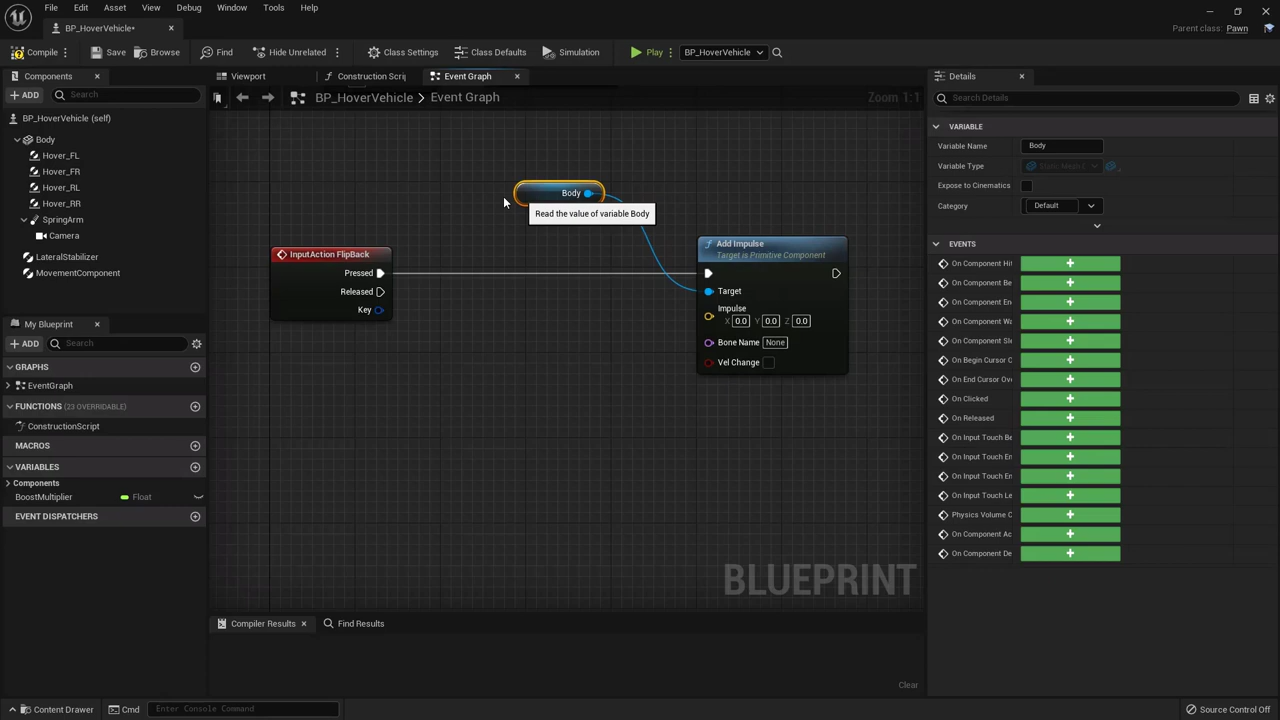 File Edit Asset View Debug Window Tools Help
BP_HoverVehicle*
Parent class: Pawn
Compile Save Browse Find Hide Unrelated Class Settings Class Defaults Simulation Play BP_HoverVehicle
Components
Viewport
Construction Scrip
Event Graph
Details
ADD
Search
BP_HoverVehicle > Event Graph
Zoom 1:1
Search Details
BP_HoverVehicle (self)
Body
Hover_FL
Hover_FR
Hover_RL
Hover_RR
SpringArm
Camera
LateralStabilizer
MovementComponent
My Blueprint
ADD
Search
GRAPHS
EventGraph
FUNCTIONS (23 OVERRIDABLE)
ConstructionScript
MACROS
VARIABLES
Components
BoostMultiplier Float
EVENT DISPATCHERS
Body
Read the value of variable Body
InputAction FlipBack
Pressed
Released
Key
Add Impulse
Target is Primitive Component
Target
Impulse
X 0.0 Y 0.0 Z 0.0
Bone Name None
Vel Change
BLUEPRINT
VARIABLE
Variable Name Body
Variable Type
Expose to Cinematics
Category Default
EVENTS
On Component Hit
On Component Be
On Component En
On Component Wa
On Component Sle
On Begin Cursor O
On End Cursor Ove
On Clicked
On Released
On Input Touch Be
On Input Touch En
On Input Touch En
On Input Touch Le
Physics Volume C
On Component Ac
On Component De
Compiler Results
Find Results
Clear
Content Drawer
Cmd
Enter Console Command
Source Control Off